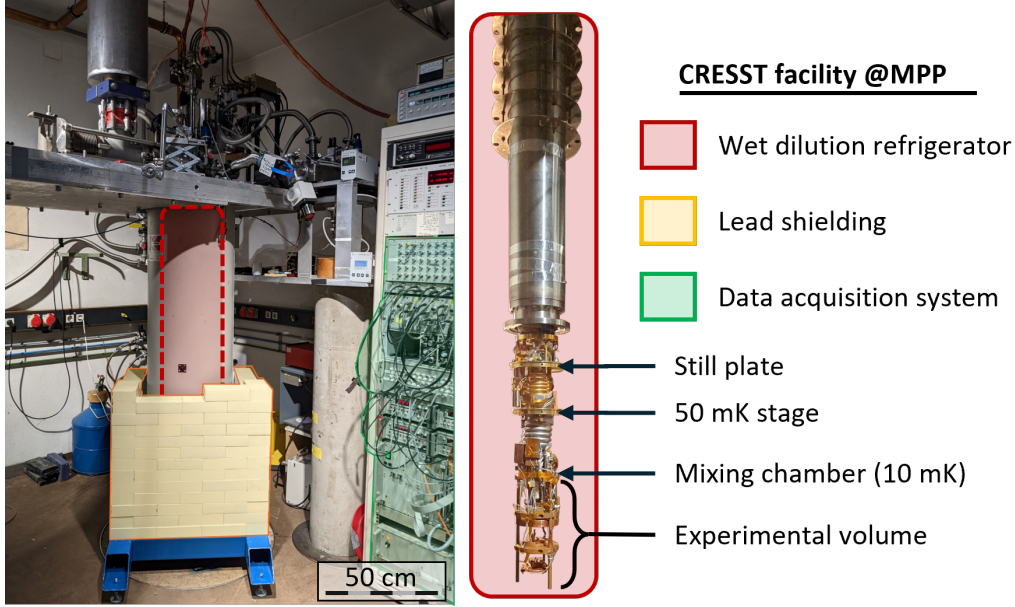 CRESST facility @MPP
Wet dilution refrigerator
Lead shielding
Data acquisition system
Still plate
50 mK stage
Mixing chamber (10 mK)
Experimental volume
50 cm